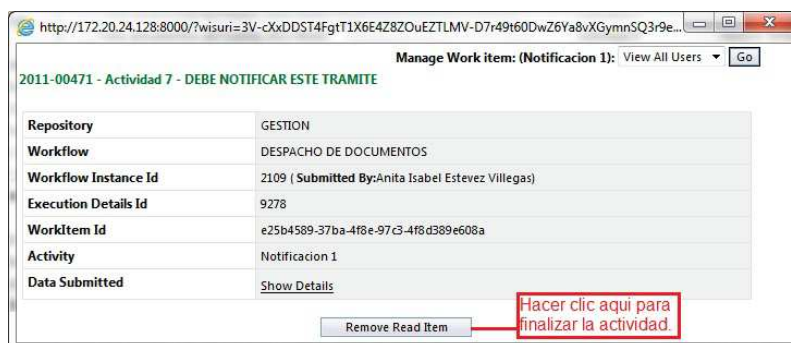 http://172.20.24.128:8000/?wisuri=3V-cXxDDST4FgtT1X6E4Z8ZOuEZTLMV-D7r49t60DwZ6Ya8vXGymnSQ3r9e...
Manage Work item: (Notificacion 1): View All Users Go
2011-00471 - Actividad 7 - DEBE NOTIFICAR ESTE TRAMITE
Repository GESTION
Workflow DESPACHO DE DOCUMENTOS
Workflow Instance Id 2109 ( Submitted By:Anita Isabel Estevez Villegas)
Execution Details Id 9278
WorkItem Id e25b4589-37ba-4f8e-97c3-4f8d389e608a
Activity Notificacion 1
Data Submitted Show Details
Remove Read Item
Hacer clic aqui para
finalizar la actividad.